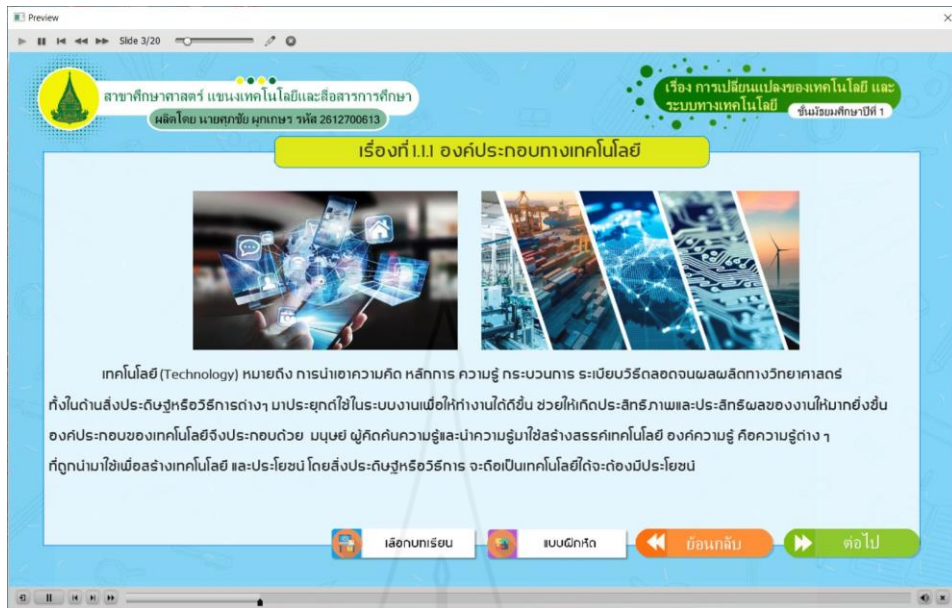 Preview
Slide 3/20
สาขาศึกษาศาสตร์ แขนงเทคโนโลยีและสื่อสารการศึกษา
ผลิตโดย นายศุภชัย ผุกเกษร รหัส 2612700613
เรื่อง การเปลี่ยนแปลงของเทคโนโลยี และ
ระบบทางเทคโนโลยี
ชั้นมัธยมศึกษาปีที่ 1
เรื่องที่ 1.1.1 องค์ประกอบทางเทคโนโลยี
เทคโนโลยี (Technology) หมายถึง การนำเอาความคิด หลักการ ความรู้ กระบวนการ ระเบียบวิธีตลอดจนผลผลิตทางวิทยาศาสตร์
ทั้งในด้านสิ่งประดิษฐ์หรือวิธีการต่างๆ มาประยุกต์ใช้ในระบบงานเพื่อให้ทำงานได้ดีขึ้น ช่วยให้เกิดประสิทธิภาพและประสิทธิผลของงานให้มากยิ่งขึ้น
องค์ประกอบของเทคโนโลยีจึงประกอบด้วย มนุษย์ ผู้คิดค้นความรู้และนำความรู้มาใช้สร้างสรรค์เทคโนโลยี องค์ความรู้ คือความรู้ต่าง ๆ
ที่ถูกนำมาใช้เพื่อสร้างเทคโนโลยี และประโยชน์ โดยสิ่งประดิษฐ์หรือวิธีการ จะถือเป็นเทคโนโลยีได้จะต้องมีประโยชน์
เลือกบทเรียน
แบบฝึกหัด
ย้อนกลับ
ต่อไป